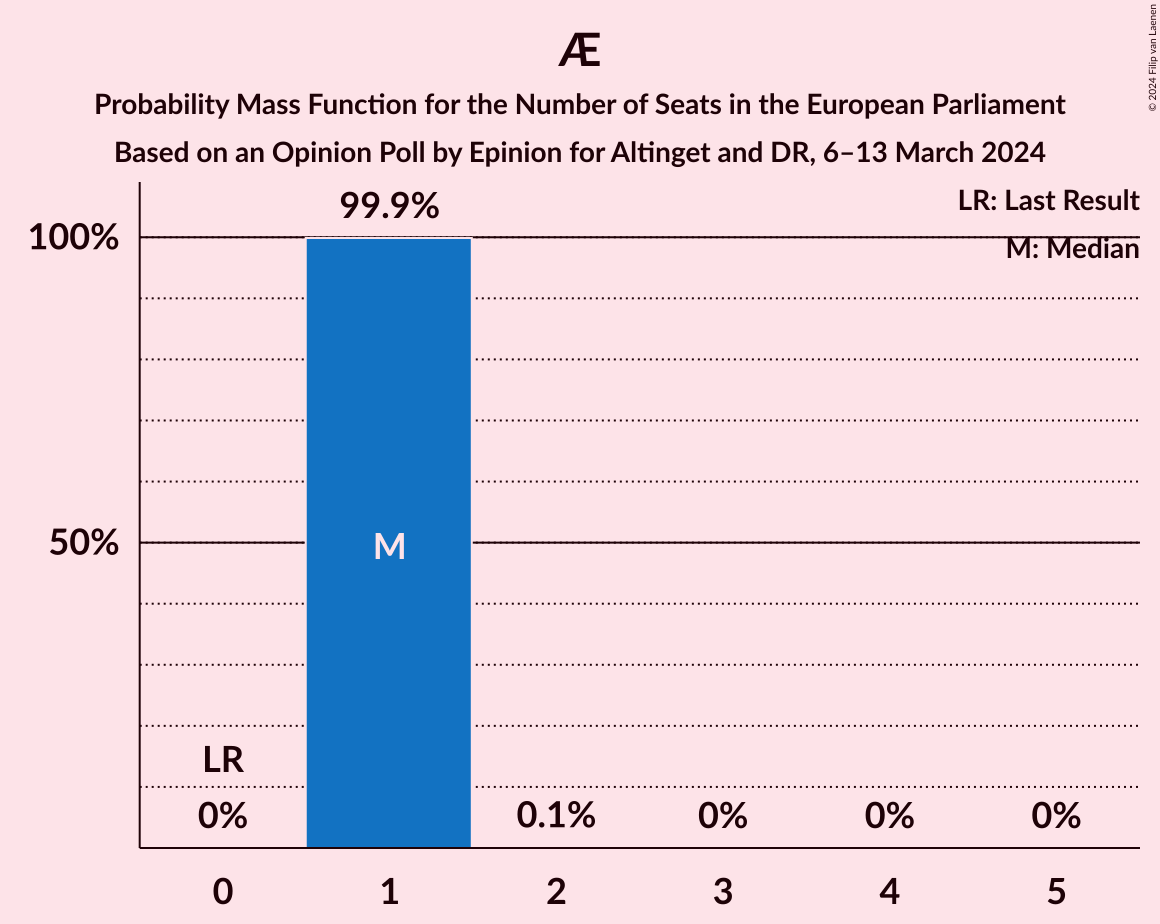 Æ
Probability Mass Function for the Number of Seats in the European Parliament
Based on an Opinion Poll by Epinion for Altinget and DR, 6–13 March 2024
© 2024 Filip van Laenen
LR: Last Result
M: Median
99.9%
100%
50%
M
LR
0%
0.1%
0%
0%
0%
0
1
2
3
4
5